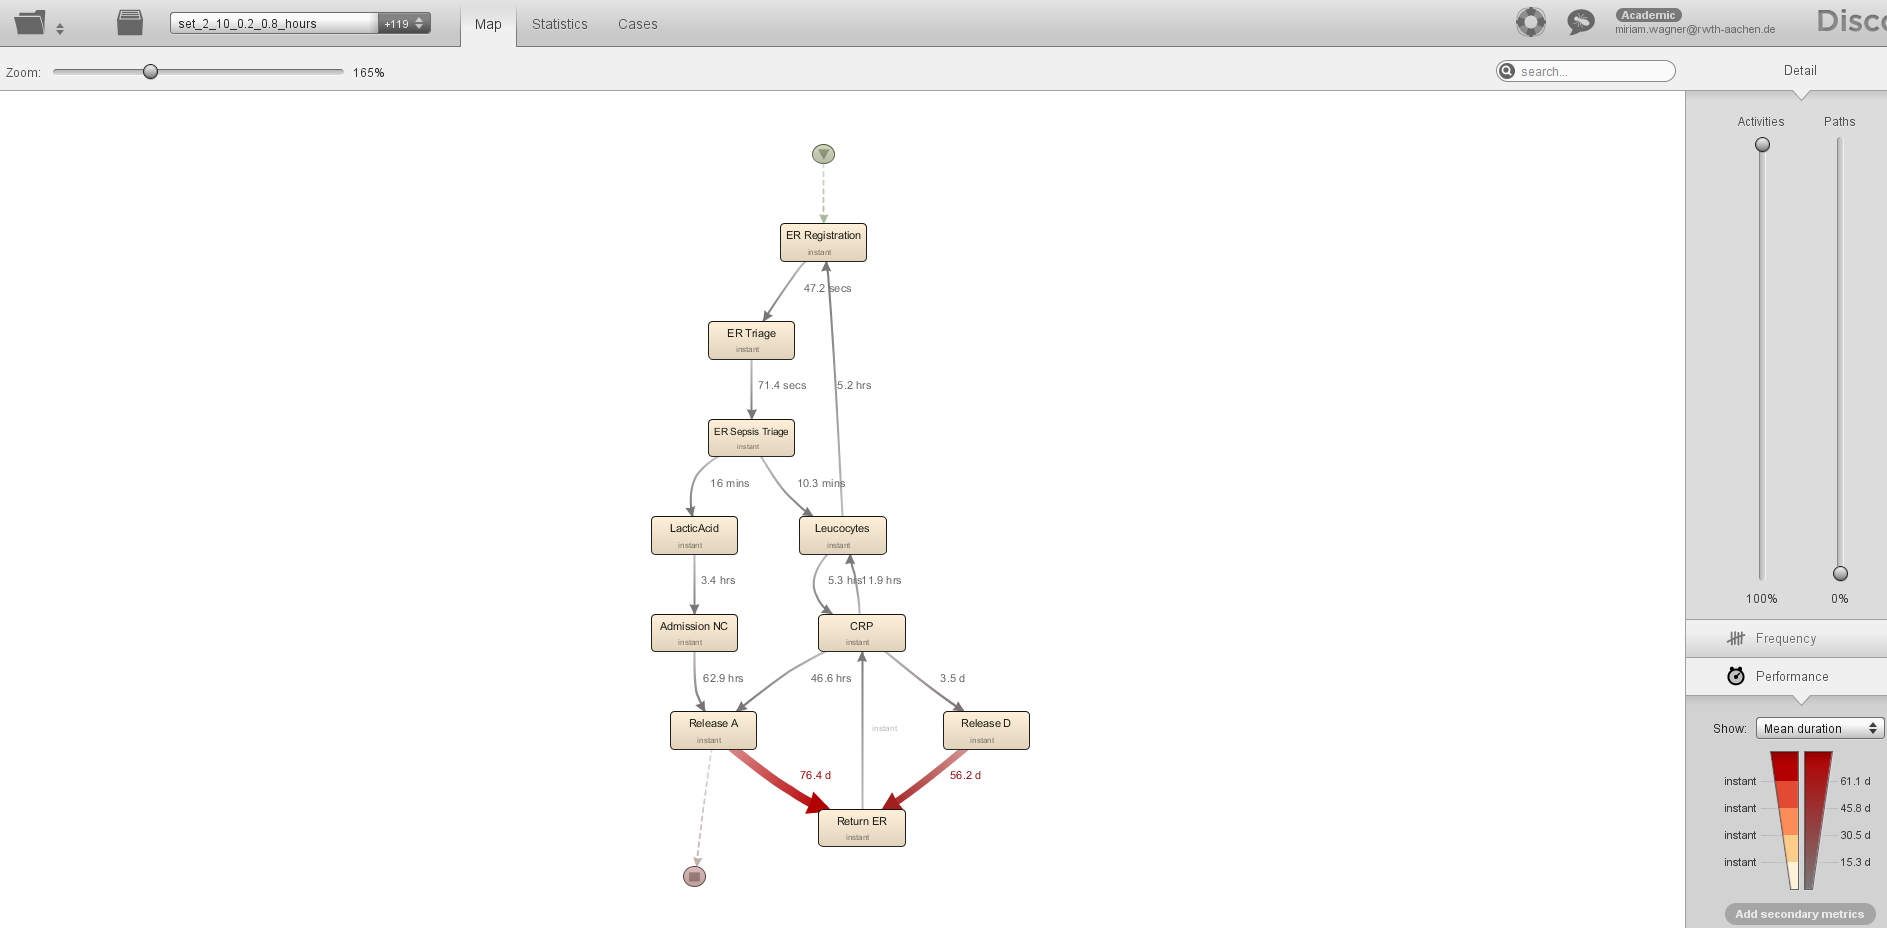 set_2_10_0.2_0.8_hours
+119
Map
Statistics
Cases
Academic
miriam.wagner@rwth-aachen.de
Disc
Zoom:
165%
search...
Detail
Activities
Paths
ER Registration
instant
47.2 secs
ER Triage
instant
71.4 secs
5.2 hrs
ER Sepsis Triage
instant
16 mins
10.3 mins
LacticAcid
instant
Leucocytes
instant
3.4 hrs
5.3 hrs
11.9 hrs
100%
0%
Admission NC
instant
CRP
instant
Frequency
62.9 hrs
46.6 hrs
3.5 d
Performance
Release A
instant
instant
Release D
instant
Show:
Mean duration
76.4 d
56.2 d
instant
61.1 d
instant
45.8 d
Return ER
instant
instant
30.5 d
instant
15.3 d
Add secondary metrics